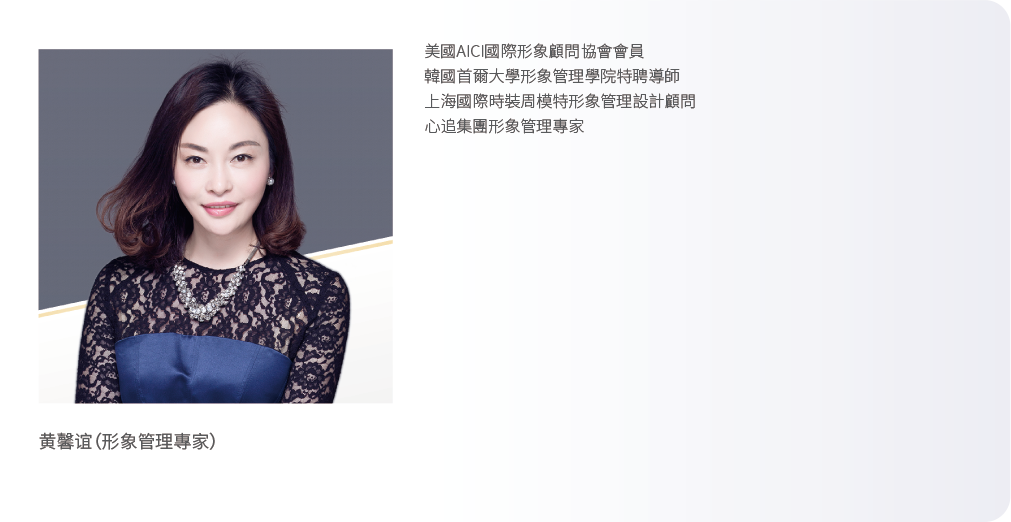 美國AICI國際形象顧問協會會員
韓國首爾大學形象管理學院特聘導師
上海國際時裝周模特形象管理設計顧問
心追集團形象管理專家
黄馨谊(形象管理專家)